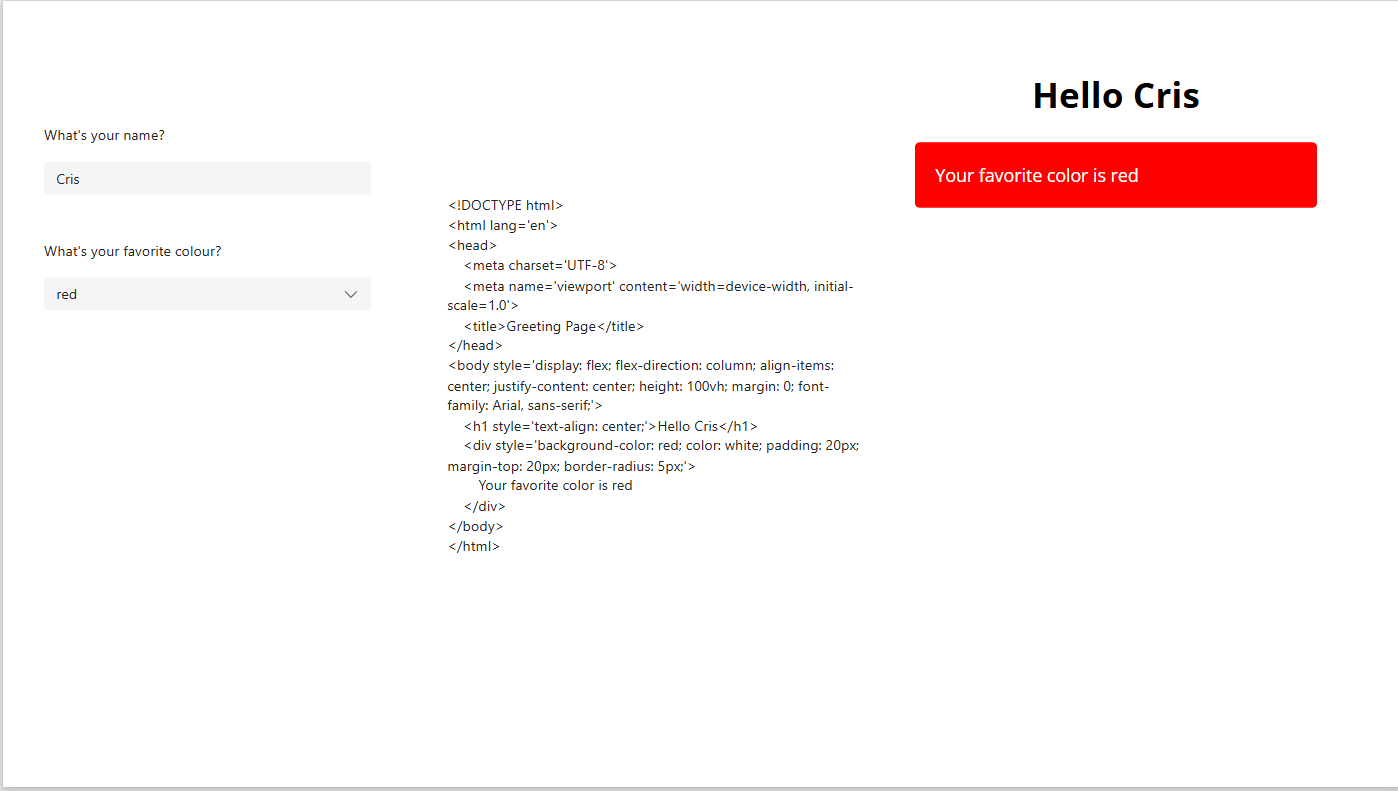 What's your name?
Cris
What's your favorite colour?
red
<!DOCTYPE html>
<html lang='en'>
<head>
    <meta charset='UTF-8'>
    <meta name='viewport' content='width=device-width, initial-
scale=1.0'>
    <title>Greeting Page</title>
</head>
<body style='display: flex; flex-direction: column; align-items:
center; justify-content: center; height: 100vh; margin: 0; font-
family: Arial, sans-serif;'>
    <h1 style='text-align: center;'>Hello Cris</h1>
    <div style='background-color: red; color: white; padding: 20px;
margin-top: 20px; border-radius: 5px;'>
        Your favorite color is red
    </div>
</body>
</html>
Hello Cris
Your favorite color is red